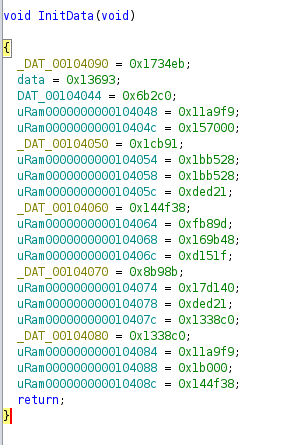 void InitData(void)
{
_DAT_00104090 = 0x1734eb;
data = 0x13693;
DAT_00104044 = 0x6b2c0;
uRam0000000000104048 = 0x11a9f9;
uRam000000000010404c = 0x157000;
_DAT_00104050 = 0x1cb91;
uRam0000000000104054 = 0x1bb528;
uRam0000000000104058 = 0x1bb528;
uRam000000000010405c = 0xded21;
_DAT_00104060 = 0x144f38;
uRam0000000000104064 = 0xfb89d;
uRam0000000000104068 = 0x169b48;
uRam000000000010406c = 0xd151f;
_DAT_00104070 = 0x8b98b;
uRam0000000000104074 = 0x17d140;
uRam0000000000104078 = 0xded21;
uRam000000000010407c = 0x1338c0;
_DAT_00104080 = 0x1338c0;
uRam0000000000104084 = 0x11a9f9;
uRam0000000000104088 = 0x1b000;
uRam000000000010408c = 0x144f38;
return;
}